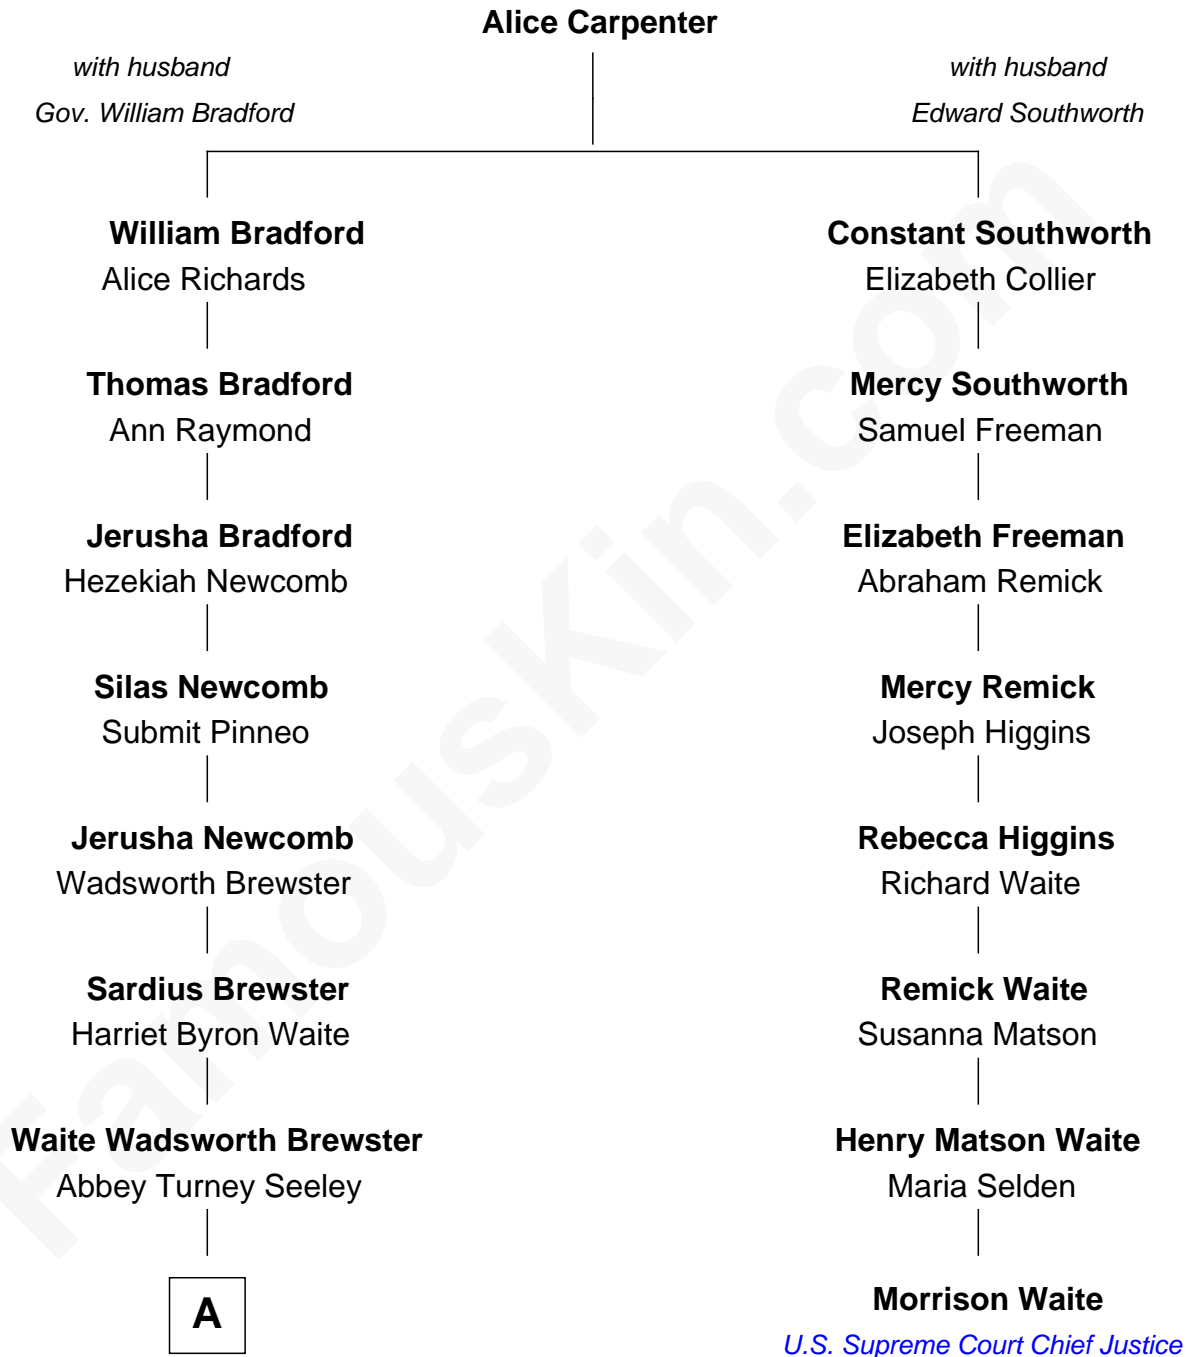 Alice Carpenter
with husband
Gov. William Bradford
with husband
Edward Southworth
William Bradford
Alice Richards
Constant Southworth
Elizabeth Collier
Thomas Bradford
Ann Raymond
Mercy Southworth
Samuel Freeman
Jerusha Bradford
Hezekiah Newcomb
Elizabeth Freeman
Abraham Remick
Silas Newcomb
Submit Pinneo
Mercy Remick
Joseph Higgins
Jerusha Newcomb
Wadsworth Brewster
Rebecca Higgins
Richard Waite
Sardius Brewster
Harriet Byron Waite
Remick Waite
Susanna Matson
Waite Wadsworth Brewster
Abbey Turney Seeley
Henry Matson Waite
Maria Selden
A
Morrison Waite
U.S. Supreme Court Chief Justice
FamousKin.com